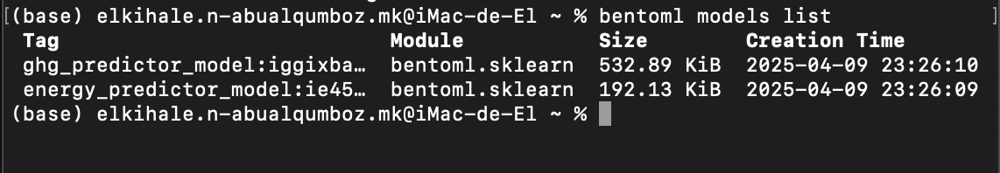 [(base) elkihale.n-abualqumboz.mk@iMac-de-El ~ % bentoml models list ]
Tag Module Size Creation Time
ghg_predictor_model:iggixba… bentoml.sklearn 532.89 KiB 2025-04-09 23:26:10
energy_predictor_model:ie45… bentoml.sklearn 192.13 KiB 2025-04-09 23:26:09
(base) elkihale.n-abualqumboz.mk@iMac-de-El ~ %